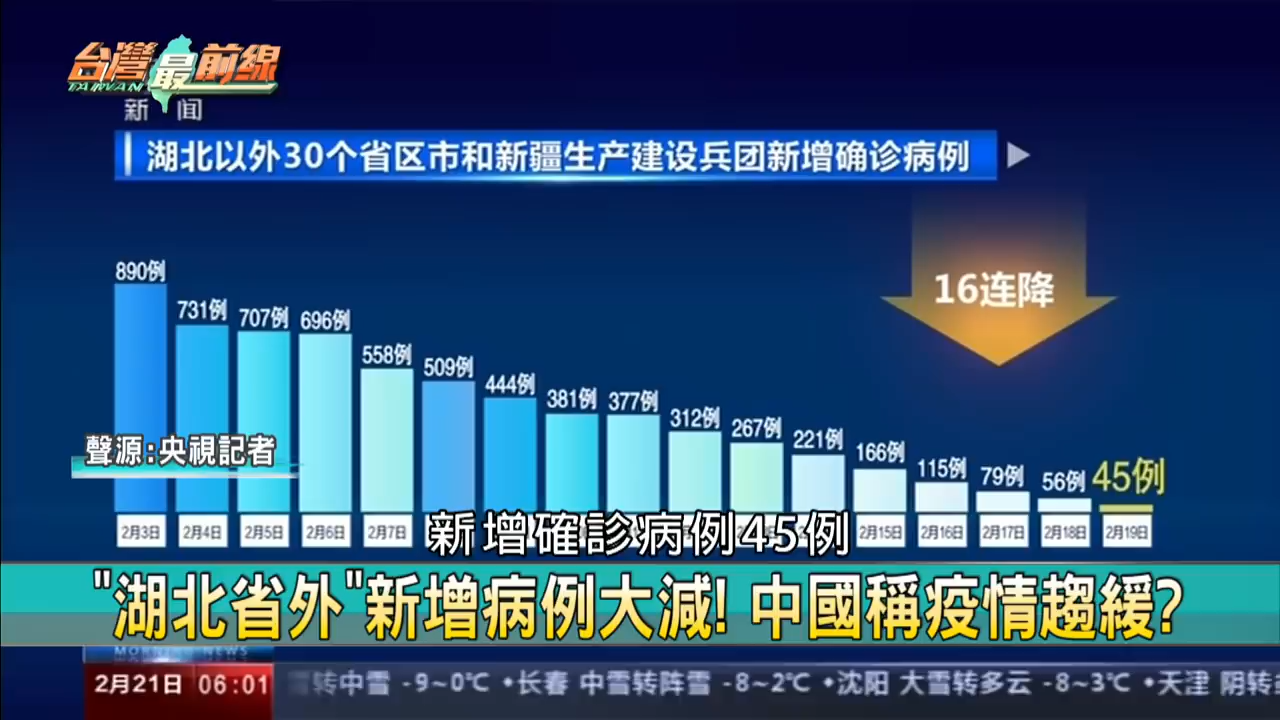 台灣最前線
TAIWAN
新闻
湖北以外30个省区市和新疆生产建设兵团新增确诊病例
16连降
890例 731例 707例 696例 558例 509例 444例 381例 377例 312例 267例 221例 166例 115例 79例 56例 45例
聲源:央視記者
2月3日 2月4日 2月5日 2月6日 2月7日 2月15日 2月16日 2月17日 2月18日 2月19日
新增確診病例45例
"湖北省外"新增病例大減! 中國稱疫情趨緩?
MORNING NEWS
2月21日 06:01 转中雪 -9~0℃ •长春 中雪转阵雪 -8~2℃ •沈阳 大雪转多云 -8~3℃ •天津 阴转